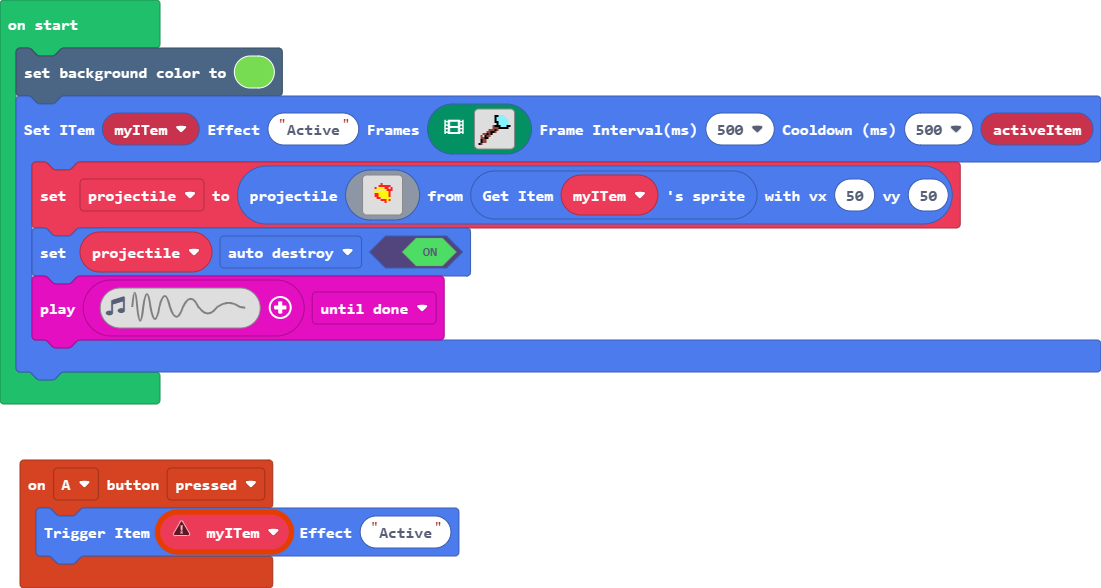 on start
set background color to
Set ITem myITem Effect "Active" Frames Frame Interval(ms) 500 Cooldown (ms) 500 activeItem
set projectile to projectile from Get Item myITem 's sprite with vx 50 vy 50
set projectile auto destroy ON
play until done
on A button pressed
Trigger Item myITem Effect "Active"